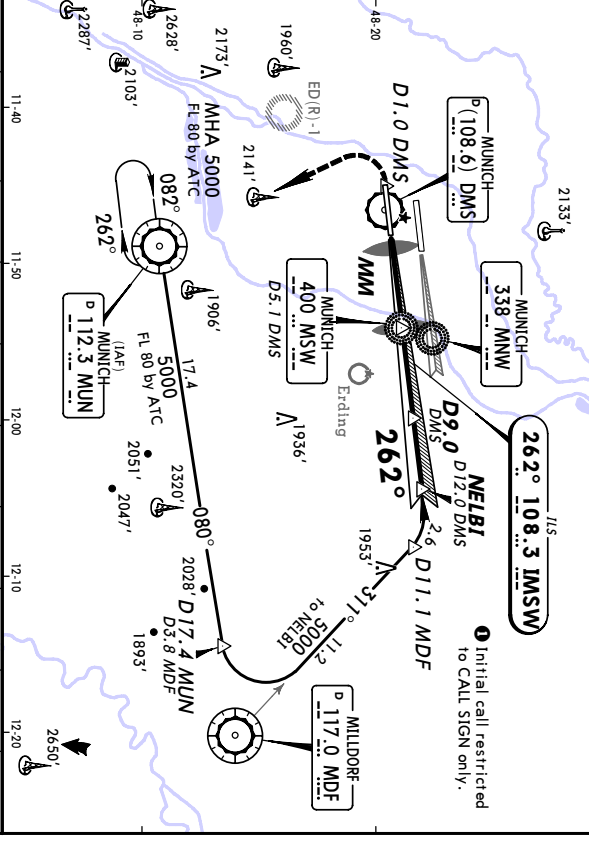 2287'
48-10
2628'
2173'
1960'
48-20
2103'
11-40
ED(R)-1
MHA 5000
FL 80 by ATC
2141'
D1.0 DMS
MUNICH
D (108.6) DMS
2133'
082°
262°
11-50
MM
MUNICH
400 MSW
D5.1 DMS
MUNICH
338 MNW
1906'
(IAF)
MUNICH
D 112.3 MUN
17.4
5000
FL 80 by ATC
Erding
12-00
1936'
262°
D9.0
DMS
NELBI
D12.0 DMS
ILS
262° 108.3 IMSW
2051'
2047'
2320'
080°
2.6
D11.1 MDF
1953'
12-10
2028'
311°
5000
to NELBI
11.2
1 Initial call restricted
to CALL SIGN only.
D17.4 MUN
D3.8 MDF
1893'
MILLDORF
D 117.0 MDF
12-20
2650'